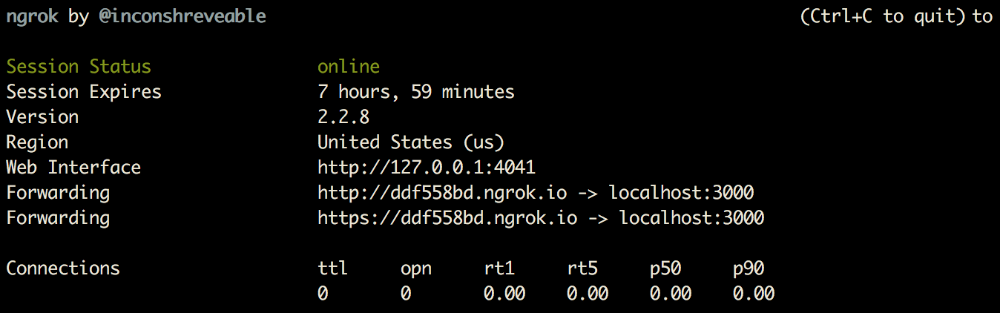 ngrok by @inconshreveable (Ctrl+C to quit) to
Session Status online
Session Expires 7 hours, 59 minutes
Version 2.2.8
Region United States (us)
Web Interface http://127.0.0.1:4041
Forwarding http://ddf558bd.ngrok.io -> localhost:3000
Forwarding https://ddf558bd.ngrok.io -> localhost:3000
Connections ttl opn rt1 rt5 p50 p90
0 0 0.00 0.00 0.00 0.00